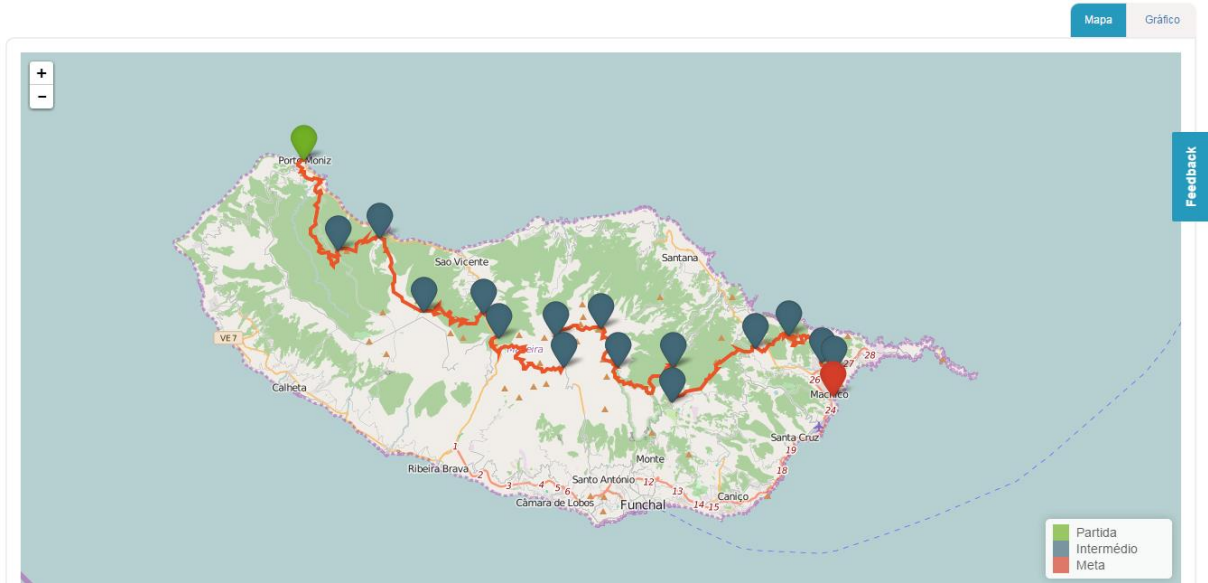 Mapa
Gráfico
+
−
Feedback
Porto Moniz
Sao Vicente
Santana
VE7
Madeira
Calheta
28
27
26
Machico
24
Santa Cruz
19
18
1
Ribeira Brava
2
Monte
Santo António
12
3
4
5
6
13
14-15
Caniço
Câmara de Lobos
Funchal
Partida
Intermédio
Meta